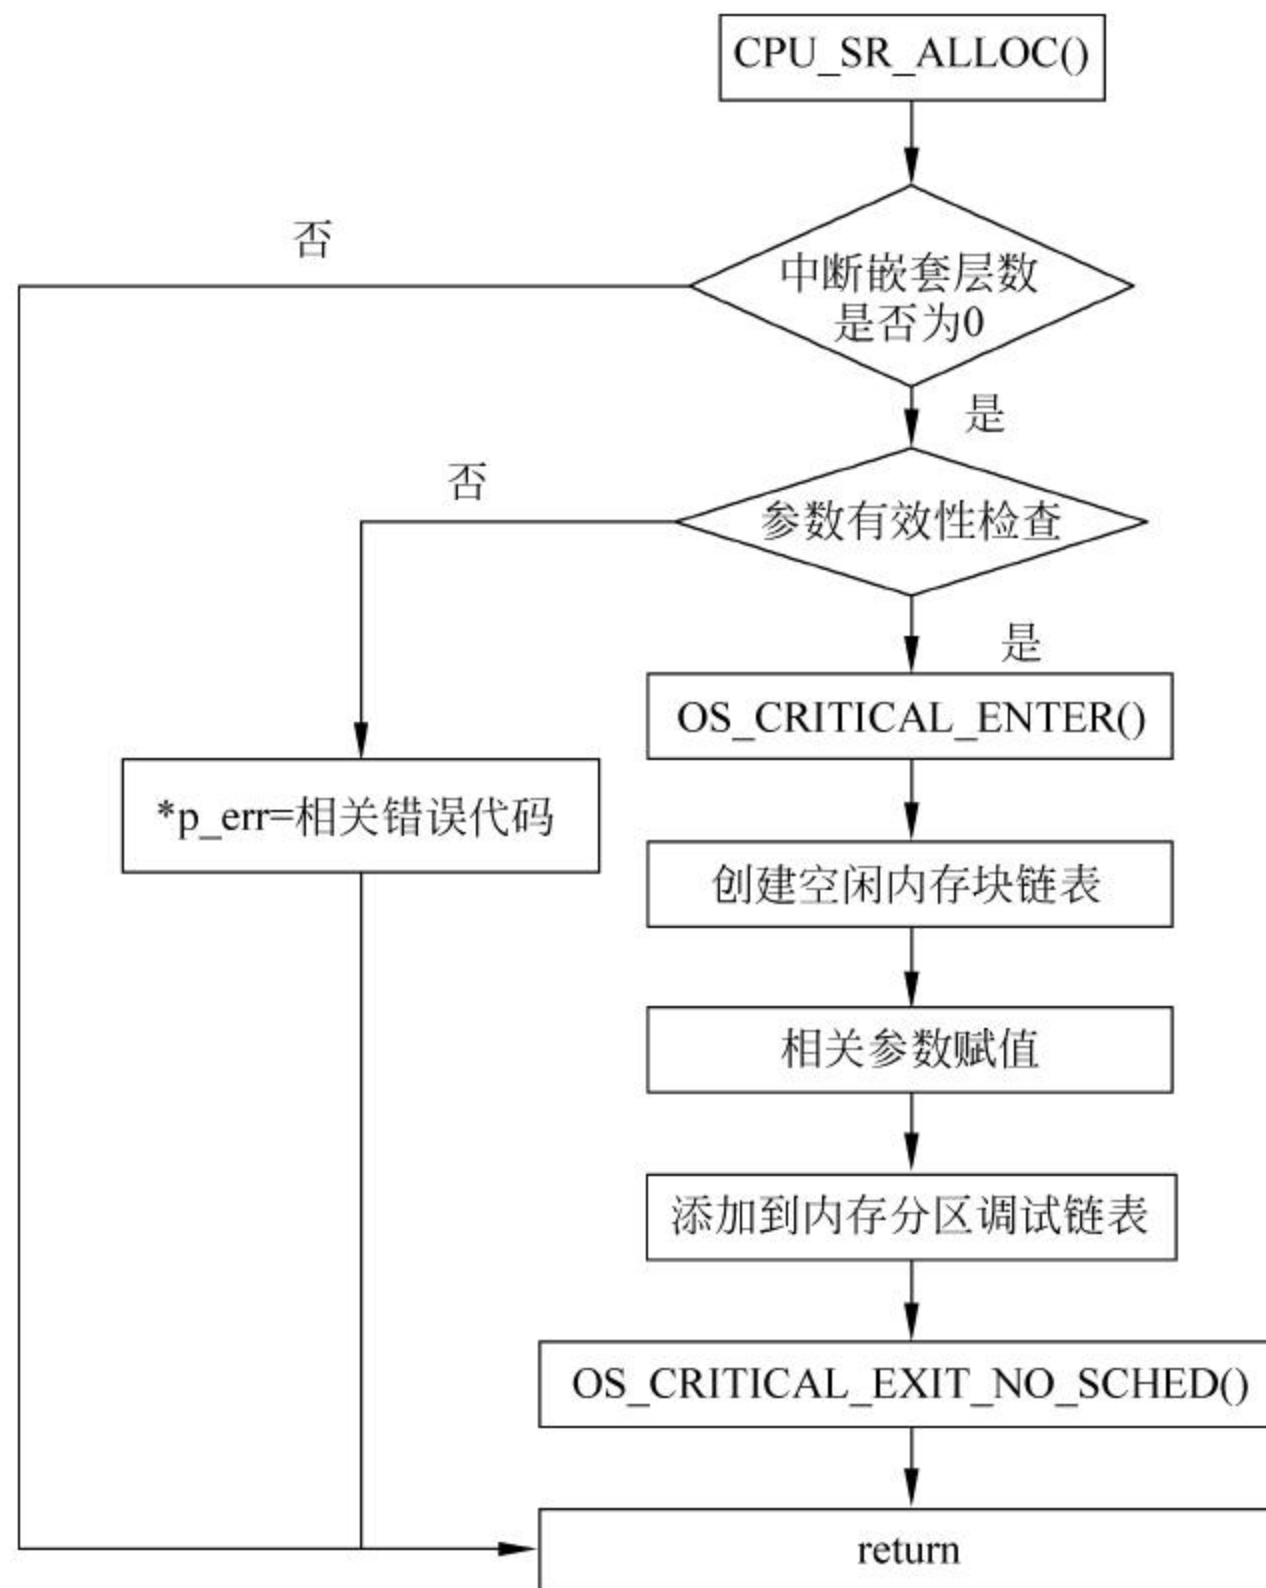 CPU_SR_ALLOC()
否
中断嵌套层数
是否为0
是
否
参数有效性检查
是
OS_CRITICAL_ENTER()
*p_err=相关错误代码
创建空闲内存块链表
相关参数赋值
添加到内存分区调试链表
OS_CRITICAL_EXIT_NO_SCHED()
return